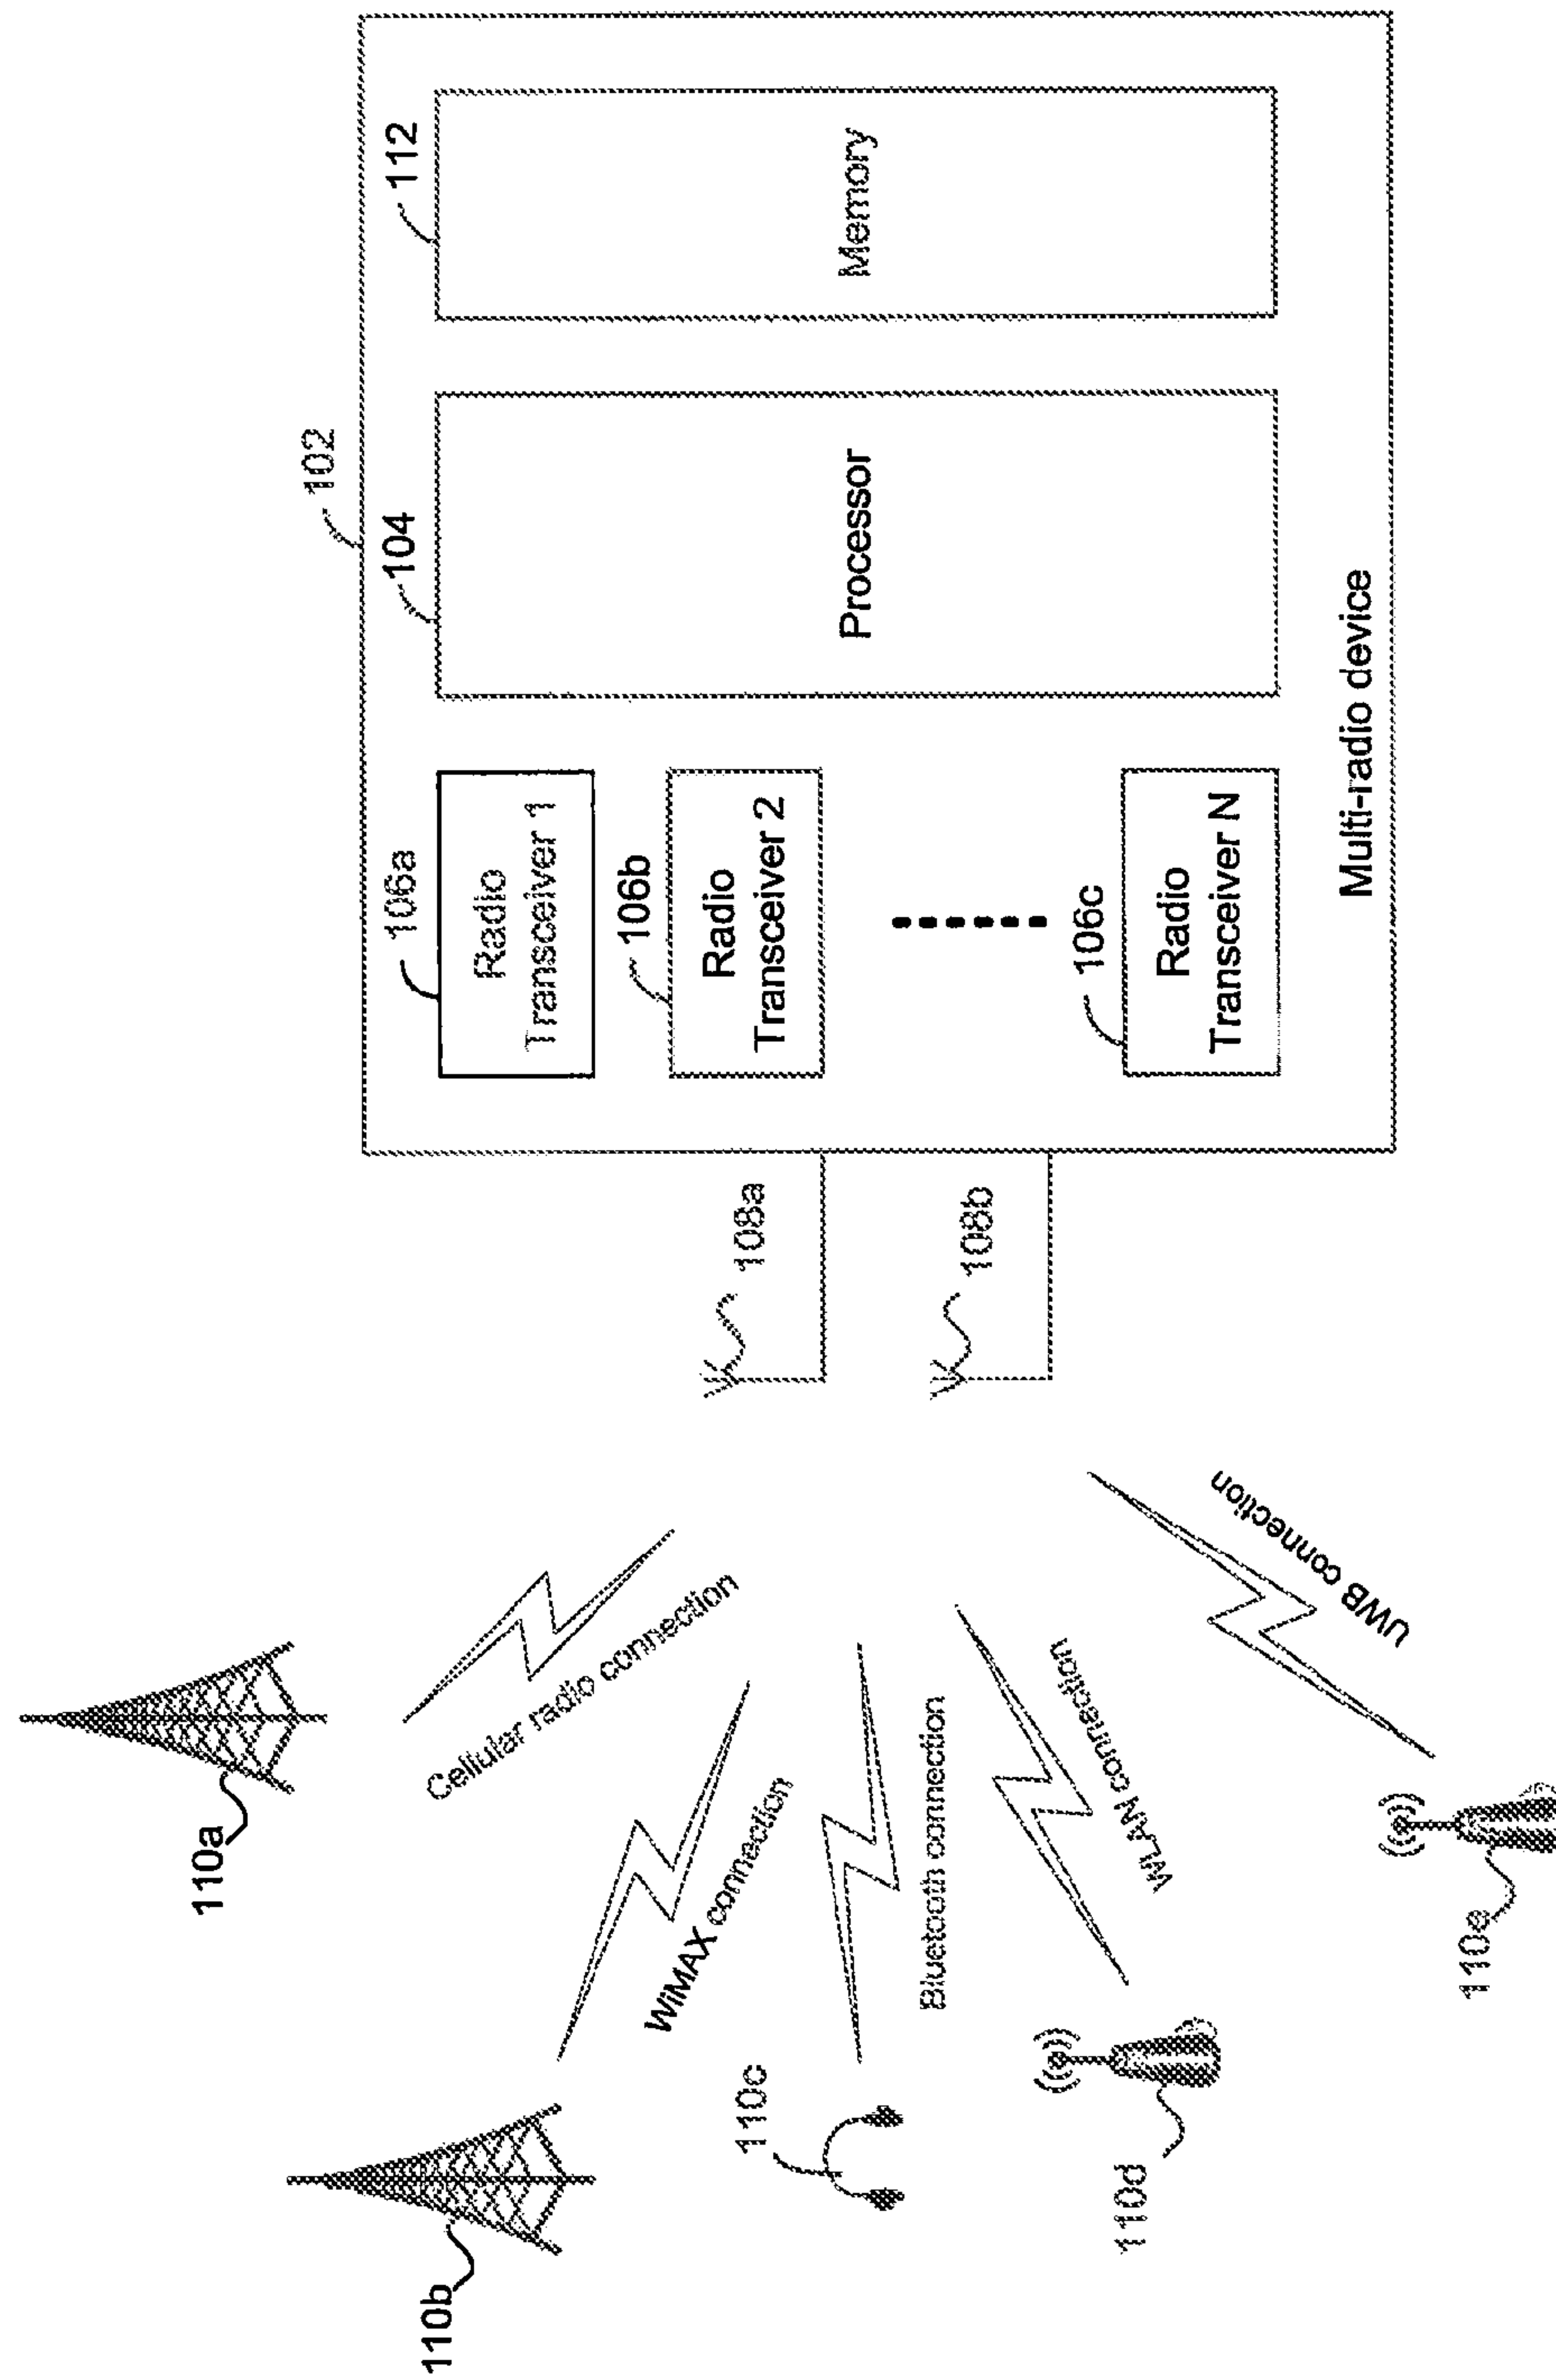 110a
Cellular radio connection
110b
WiMAX connection
110c
Bluetooth connection
110d
WLAN connection
110e
UWB connection
108a
108b
102
106a
Radio
Transceiver 1
106b
Radio
Transceiver 2
106c
Radio
Transceiver N
104
Processor
112
Memory
Multi-radio device